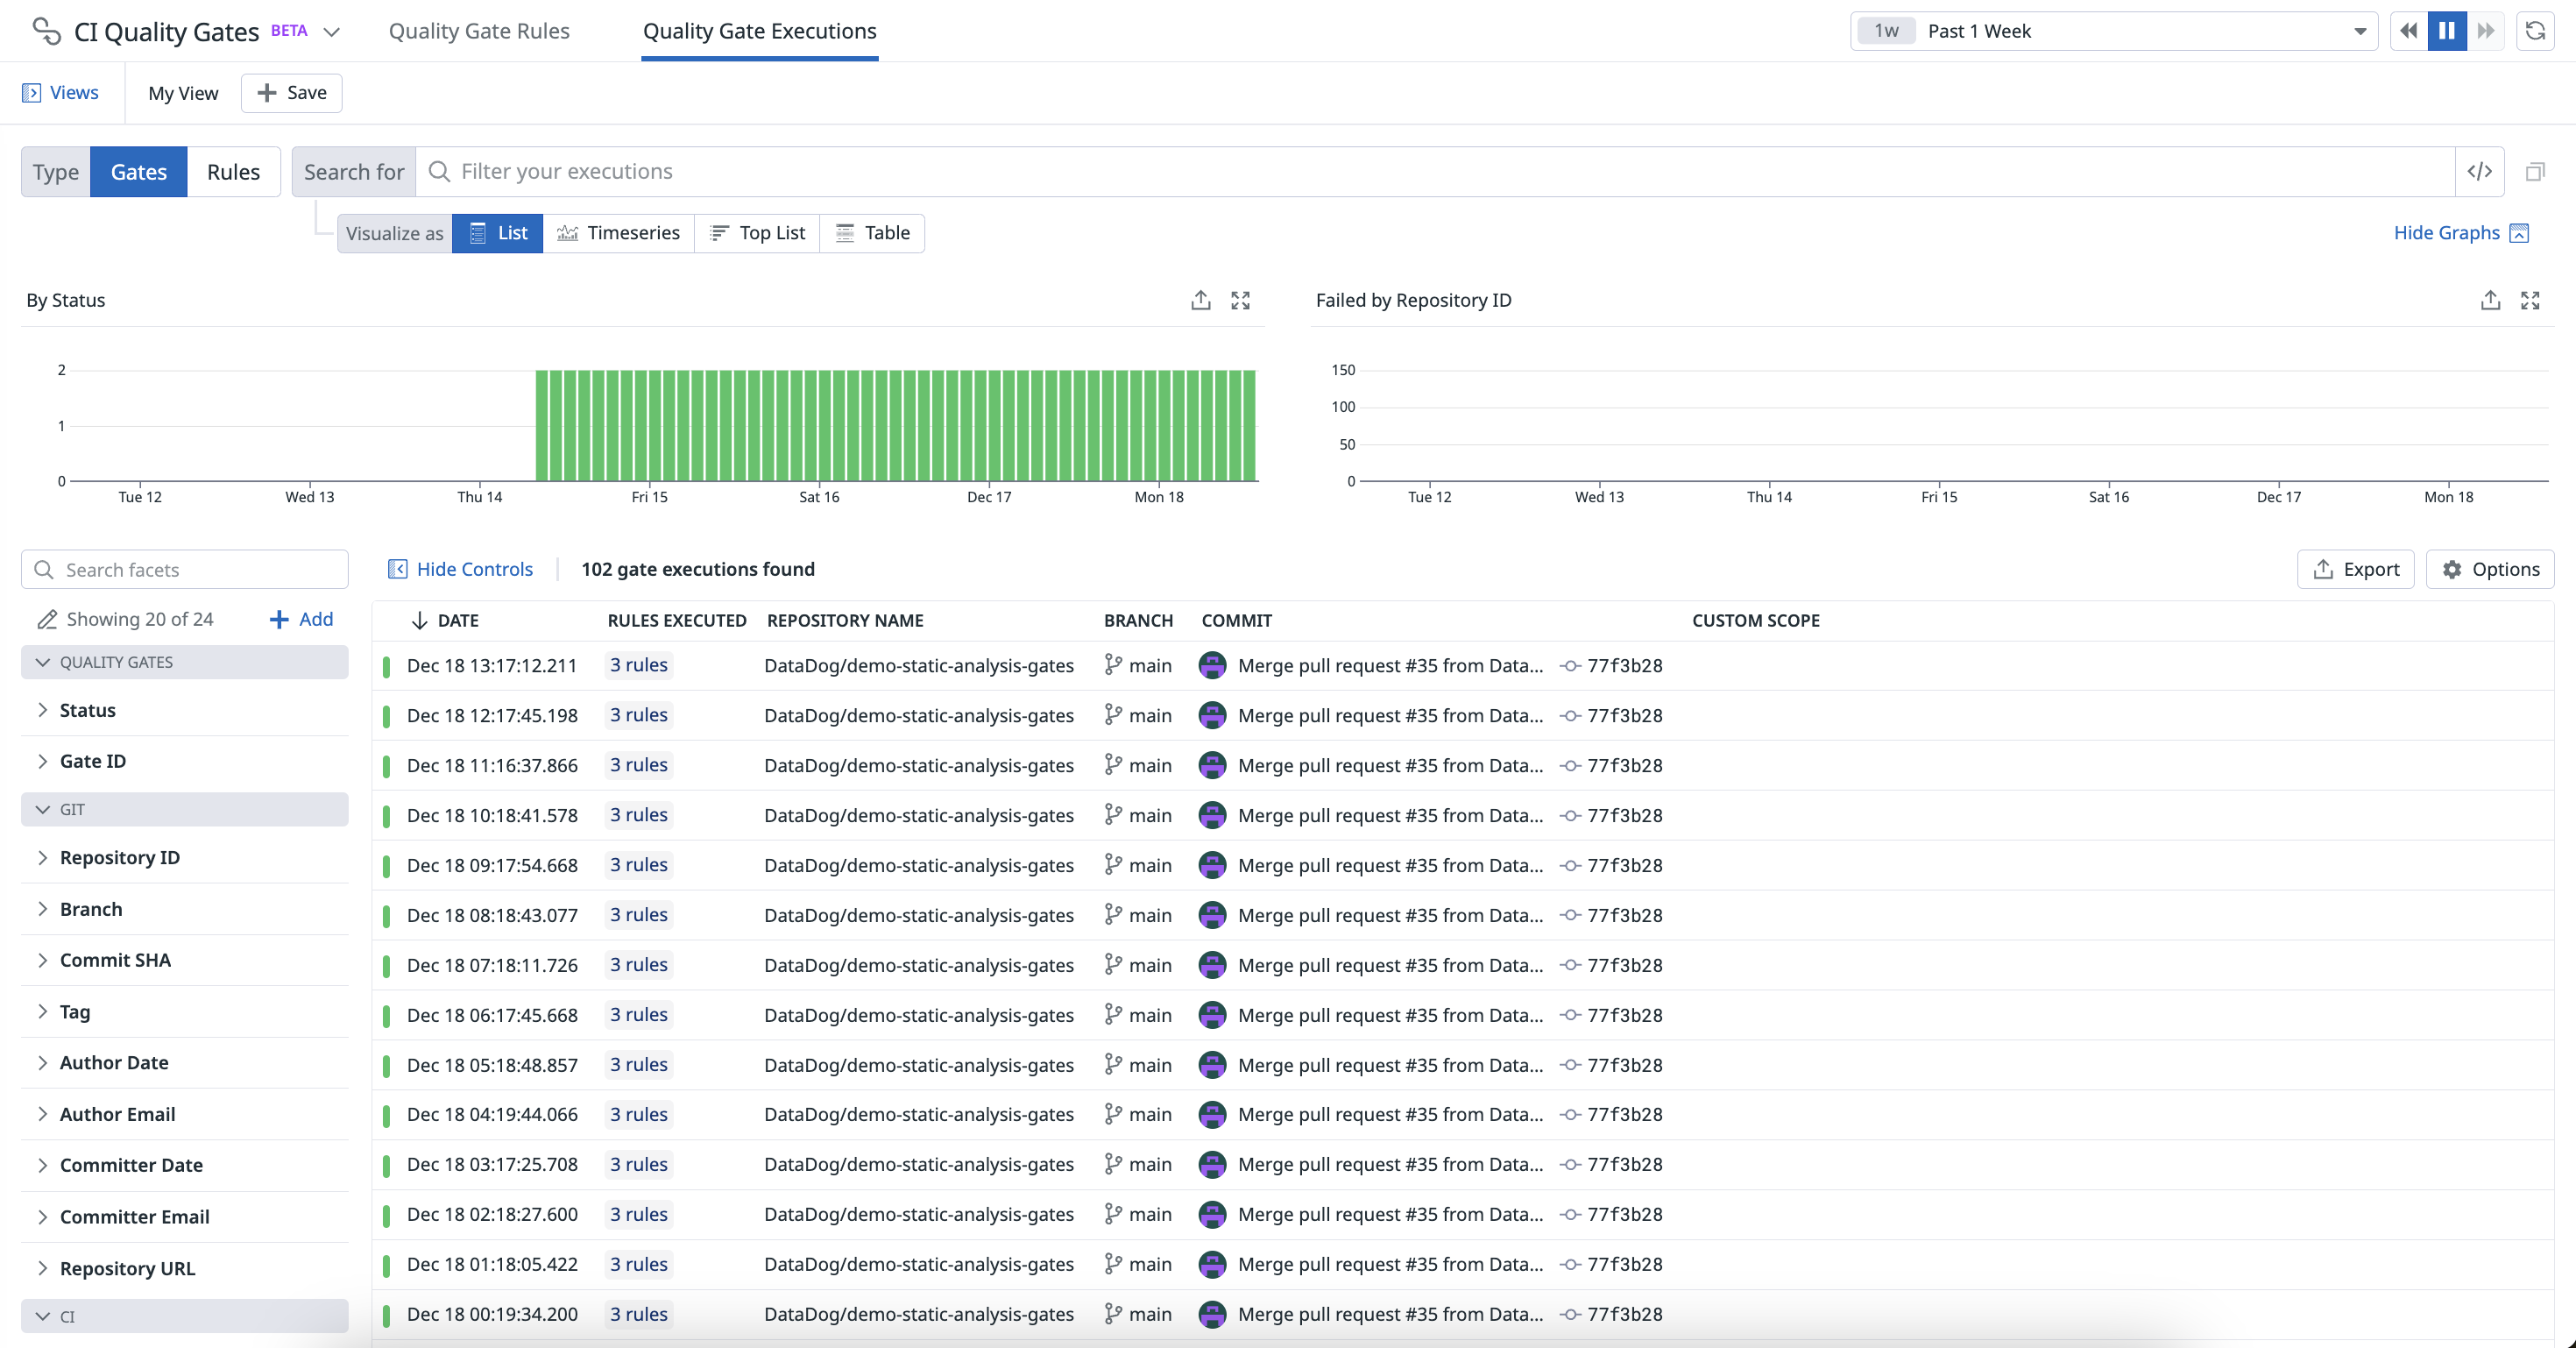 CI Quality Gates BETA Quality Gate Rules Quality Gate Executions 1w Past 1 Week
Views My View Save
Type Gates Rules Search for Filter your executions </>
Visualize as List Timeseries Top List Table Hide Graphs
By Status
2
1
0
Tue 12 Wed 13 Thu 14 Fri 15 Sat 16 Dec 17 Mon 18
Failed by Repository ID
150
100
50
0
Tue 12 Wed 13 Thu 14 Fri 15 Sat 16 Dec 17 Mon 18
Search facets
Showing 20 of 24 Add
QUALITY GATES
Status
Gate ID
GIT
Repository ID
Branch
Commit SHA
Tag
Author Date
Author Email
Committer Date
Committer Email
Repository URL
CI
Hide Controls 102 gate executions found Export Options
DATE RULES EXECUTED REPOSITORY NAME BRANCH COMMIT CUSTOM SCOPE
Dec 18 13:17:12.211 3 rules DataDog/demo-static-analysis-gates main Merge pull request #35 from Data... 77f3b28
Dec 18 12:17:45.198 3 rules DataDog/demo-static-analysis-gates main Merge pull request #35 from Data... 77f3b28
Dec 18 11:16:37.866 3 rules DataDog/demo-static-analysis-gates main Merge pull request #35 from Data... 77f3b28
Dec 18 10:18:41.578 3 rules DataDog/demo-static-analysis-gates main Merge pull request #35 from Data... 77f3b28
Dec 18 09:17:54.668 3 rules DataDog/demo-static-analysis-gates main Merge pull request #35 from Data... 77f3b28
Dec 18 08:18:43.077 3 rules DataDog/demo-static-analysis-gates main Merge pull request #35 from Data... 77f3b28
Dec 18 07:18:11.726 3 rules DataDog/demo-static-analysis-gates main Merge pull request #35 from Data... 77f3b28
Dec 18 06:17:45.668 3 rules DataDog/demo-static-analysis-gates main Merge pull request #35 from Data... 77f3b28
Dec 18 05:18:48.857 3 rules DataDog/demo-static-analysis-gates main Merge pull request #35 from Data... 77f3b28
Dec 18 04:19:44.066 3 rules DataDog/demo-static-analysis-gates main Merge pull request #35 from Data... 77f3b28
Dec 18 03:17:25.708 3 rules DataDog/demo-static-analysis-gates main Merge pull request #35 from Data... 77f3b28
Dec 18 02:18:27.600 3 rules DataDog/demo-static-analysis-gates main Merge pull request #35 from Data... 77f3b28
Dec 18 01:18:05.422 3 rules DataDog/demo-static-analysis-gates main Merge pull request #35 from Data... 77f3b28
Dec 18 00:19:34.200 3 rules DataDog/demo-static-analysis-gates main Merge pull request #35 from Data... 77f3b28